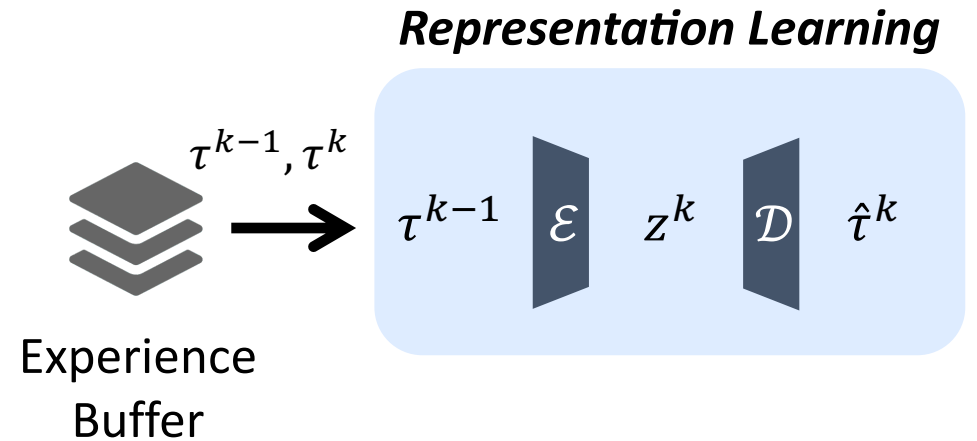 Representation Learning
τ^{k−1}, τ^k
τ^{k−1} ℰ z^k 𝒟 τ̂^k
Experience
Buffer